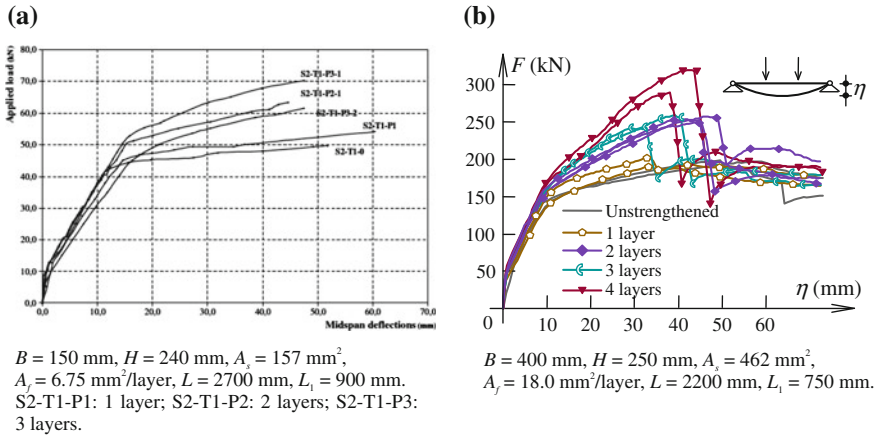 (a)
Applied load (kN)
80,0
70,0
60,0
50,0
40,0
30,0
20,0
10,0
0,0
S2-T1-P3-1
S2-T1-P2-1
S2-T1-P3-2
S2-T1-P1
S2-T1-0
0,0 10,0 20,0 30,0 40,0 50,0 60,0 70,0
Midspan deflections (mm)
B = 150 mm, H = 240 mm, Aₛ = 157 mm²,
A_f = 6.75 mm²/layer, L = 2700 mm, L₁ = 900 mm.
S2-T1-P1: 1 layer; S2-T1-P2: 2 layers; S2-T1-P3:
3 layers.
(b)
F (kN)
η
300
250
200
150
100
50
0
Unstrengthened
1 layer
2 layers
3 layers
4 layers
η (mm)
10 20 30 40 50 60
B = 400 mm, H = 250 mm, Aₛ = 462 mm²,
A_f = 18.0 mm²/layer, L = 2200 mm, L₁ = 750 mm.